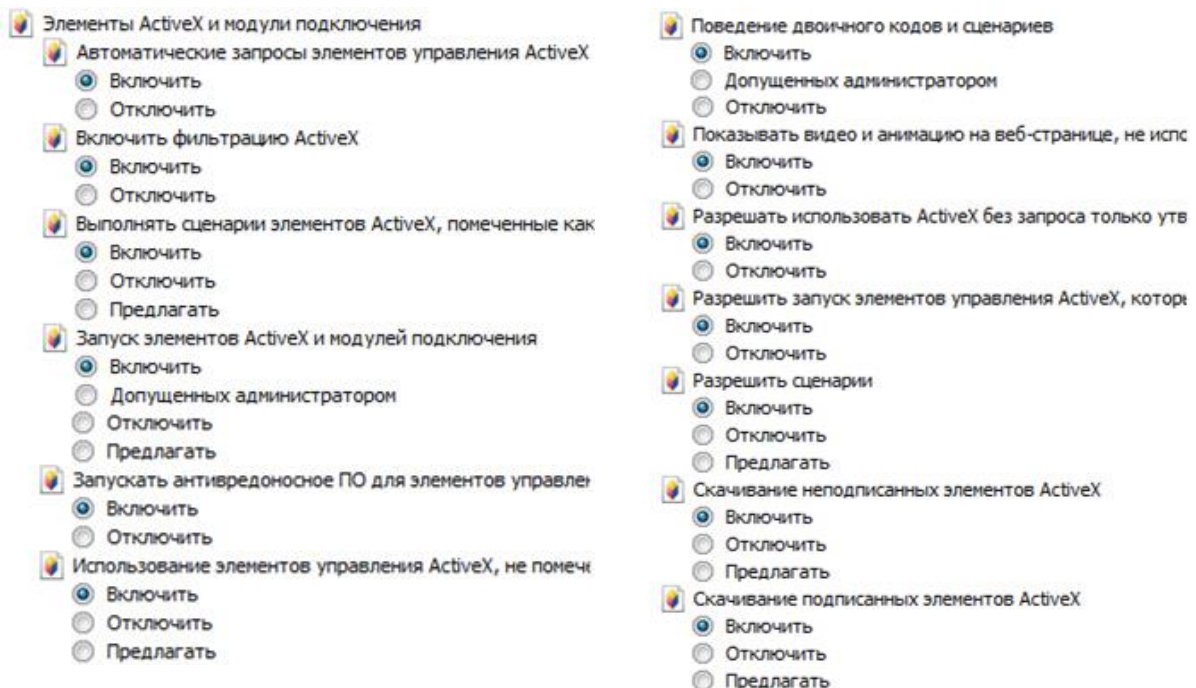 Элементы ActiveX и модули подключения
Автоматические запросы элементов управления ActiveX
Включить
Отключить
Включить фильтрацию ActiveX
Включить
Отключить
Выполнять сценарии элементов ActiveX, помеченные как
Включить
Отключить
Предлагать
Запуск элементов ActiveX и модулей подключения
Включить
Допущенных администратором
Отключить
Предлагать
Запускать антивредоносное ПО для элементов управлен
Включить
Отключить
Использование элементов управления ActiveX, не помече
Включить
Отключить
Предлагать
Поведение двоичного кодов и сценариев
Включить
Допущенных администратором
Отключить
Показывать видео и анимацию на веб-странице, не испо
Включить
Отключить
Разрешать использовать ActiveX без запроса только утв
Включить
Отключить
Разрешить запуск элементов управления ActiveX, которы
Включить
Отключить
Разрешить сценарии
Включить
Отключить
Предлагать
Скачивание неподписанных элементов ActiveX
Включить
Отключить
Предлагать
Скачивание подписанных элементов ActiveX
Включить
Отключить
Предлагать